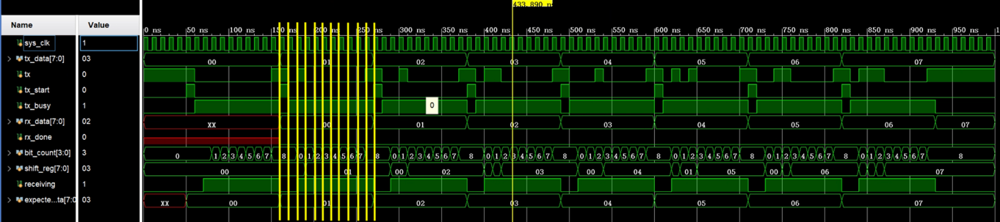 433.890 n
Name Value
0 ns 50 ns 100 ns 150 ns 200 ns 250 ns 300 ns 350 ns 400 ns 450 ns 500 ns 550 ns 600 ns 650 ns 700 ns 750 ns 800 ns 850 ns 900 ns 950 ns 1
sys_clk 1
tx_data[7:0] 03 00 01 02 03 04 05 06 07
tx 0
tx_start 0
tx_busy 1 0
rx_data[7:0] 02 XX 00 01 02 03 04 05 06 07
rx_done 0
bit_count[3:0] 3 0 1 2 3 4 5 6 7 8 0 1 2 3 4 5 6 7 8 0 1 2 3 4 5 6 7 8 0 1 2 3 4 5 6 7 8 0 1 2 3 4 5 6 7 8 0 1 2 3 4 5 6 7 8 0 1 2 3 4 5 6 7 8 0 1 2 3 4 5 6 7 8
shift_reg[7:0] 03 00 01 00 02 03 00 04 01 05 00 06 07
receiving 1
expecte...ta[7:0 03 XX 00 01 02 03 04 05 06 07